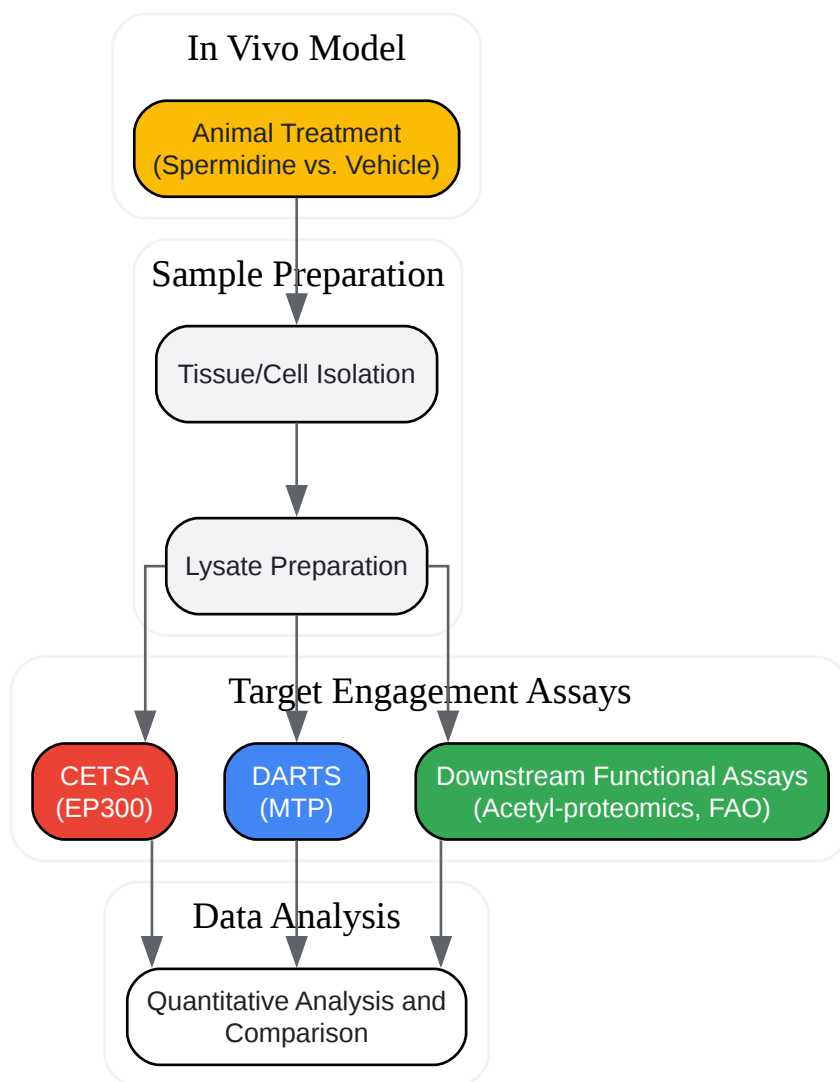 In Vivo Model
Animal Treatment
(Spermidine vs. Vehicle)
Sample Preparation
Tissue/Cell Isolation
Lysate Preparation
Target Engagement Assays
CETSA
(EP300)
DARTS
(MTP)
Downstream Functional Assays
(Acetyl-proteomics, FAO)
Data Analysis
Quantitative Analysis and
Comparison